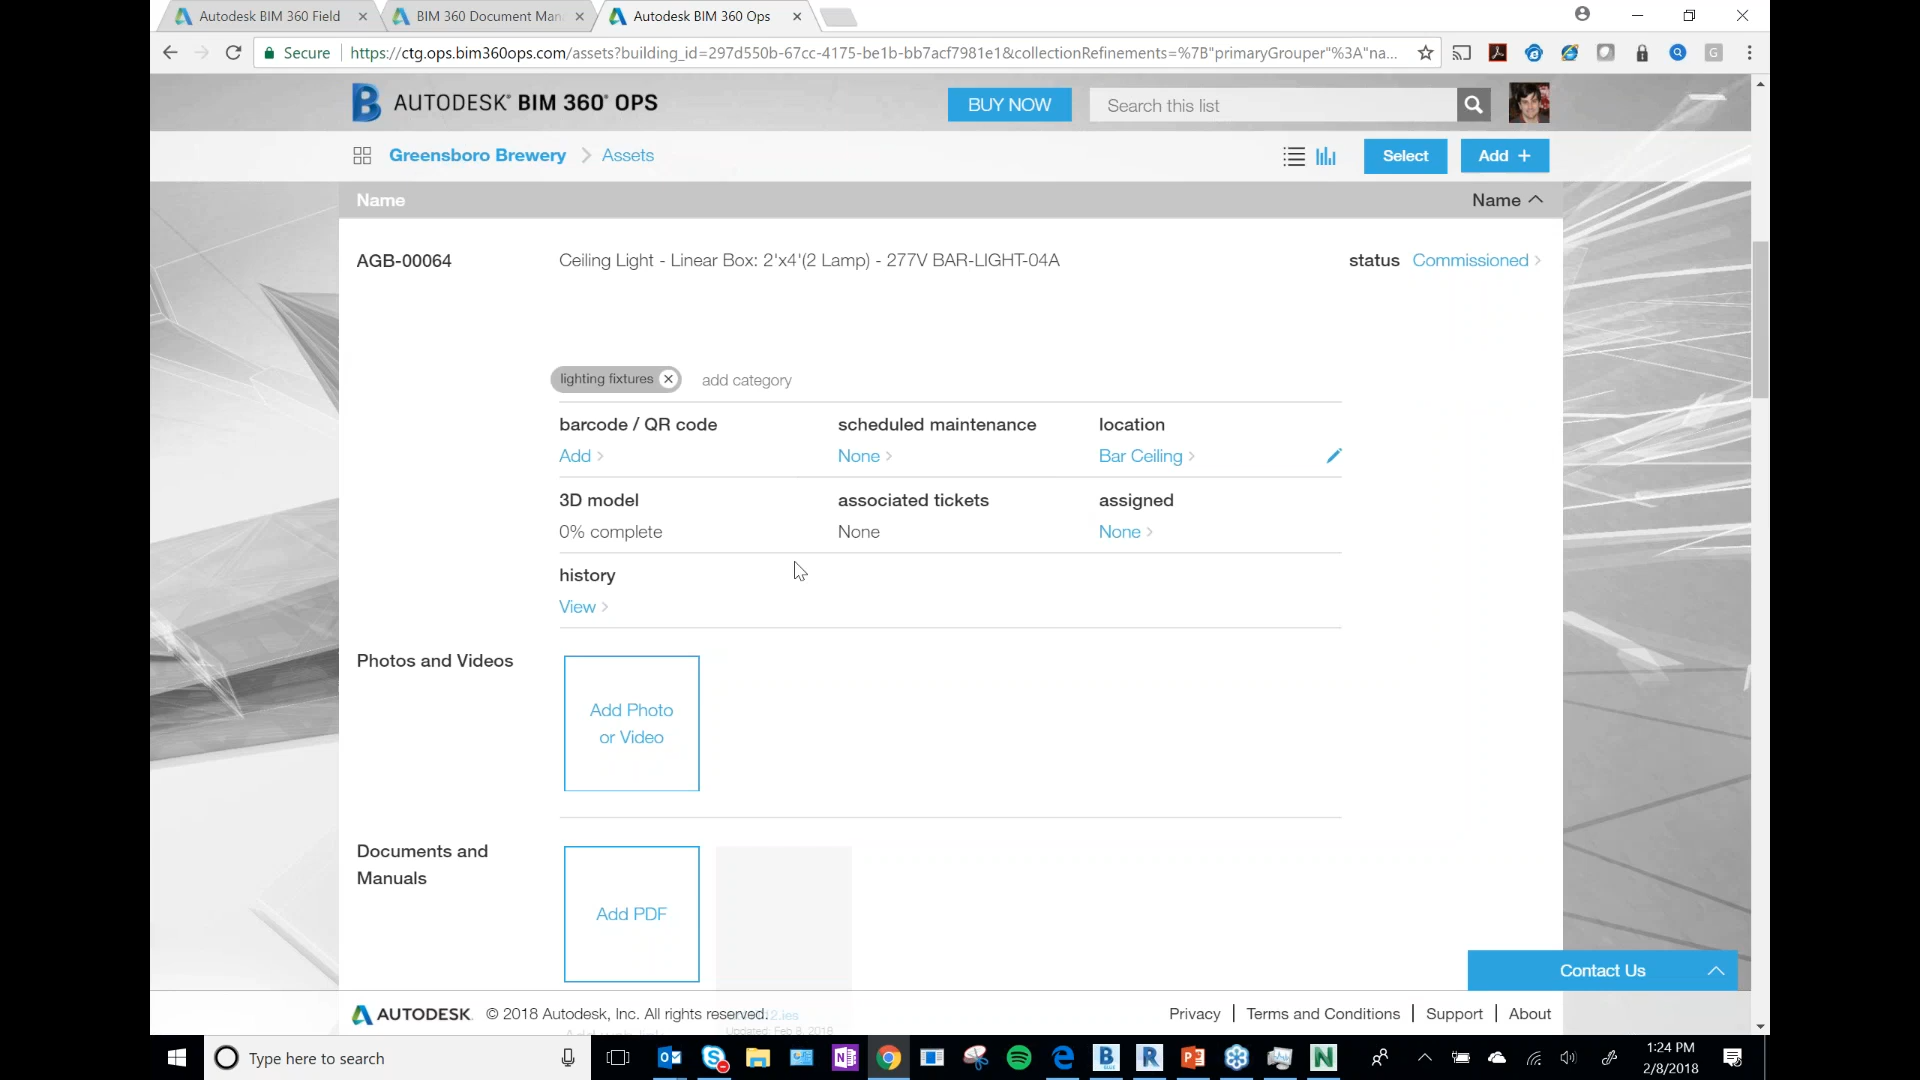 Autodesk BIM 360 Field
BIM 360 Document Man
Autodesk BIM 360 Ops
Secure
https://ctg.ops.bim360ops.com/assets?building_id=297d550b-67cc-4175-be1b-bb7acf7981e1&collectionRefinements=%7B"primaryGrouper"%3A"na...
AUTODESK® BIM 360® OPS
BUY NOW
Search this list
Greensboro Brewery
Assets
Select
Add +
Name
Name
AGB-00064
Ceiling Light - Linear Box: 2'x4'(2 Lamp) - 277V BAR-LIGHT-04A
status Commissioned
lighting fixtures
add category
barcode / QR code
scheduled maintenance
location
Add
None
Bar Ceiling
3D model
associated tickets
assigned
0% complete
None
None
history
View
Photos and Videos
Add Photo
or Video
Documents and
Manuals
Add PDF
Contact Us
AUTODESK. © 2018 Autodesk, Inc. All rights reserved.
Privacy | Terms and Conditions | Support | About
Updated: Feb 8, 2018
Type here to search
1:24 PM
2/8/2018